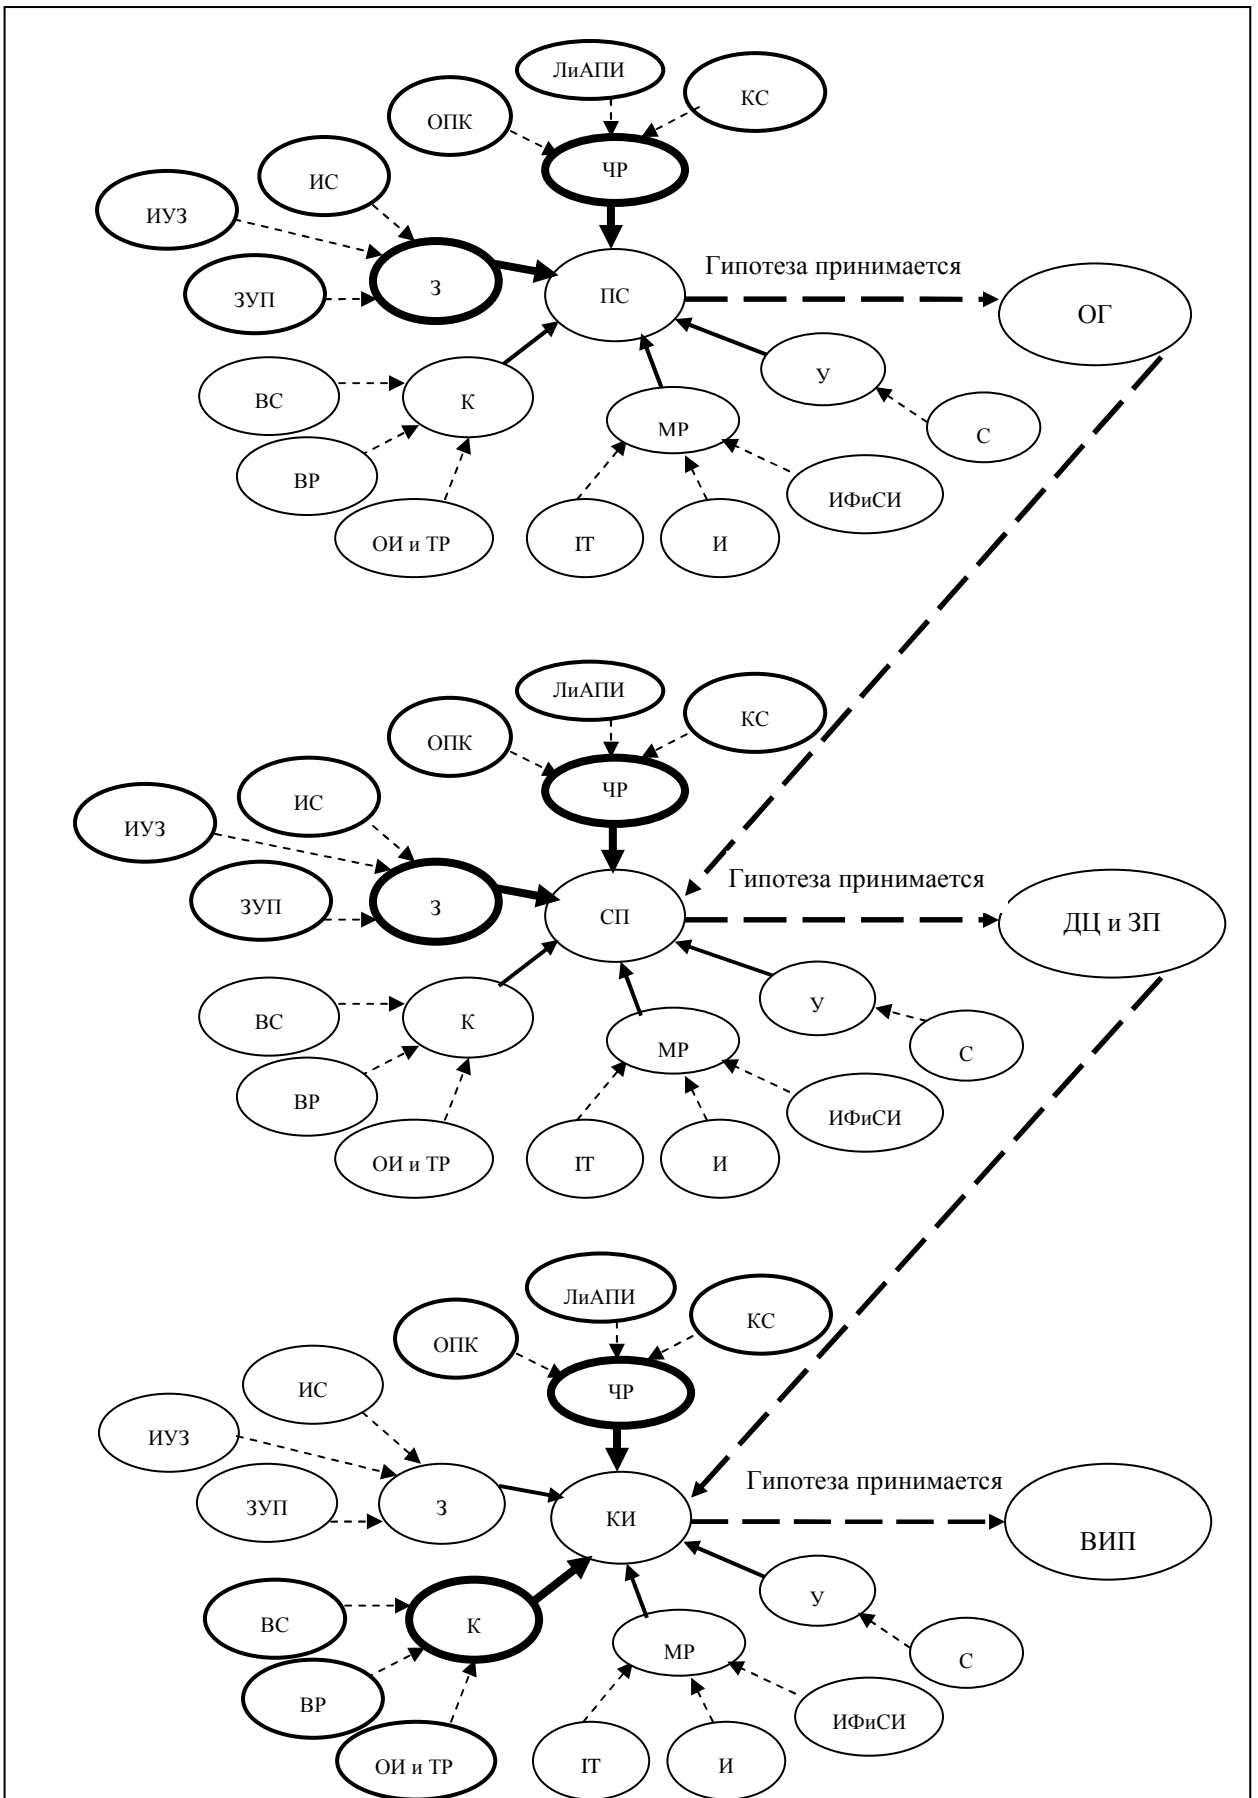 ЛиАПИ
КС
ОПК
ЧР
ИС
ИУЗ
З
ЗУП
ПС
Гипотеза принимается
ОГ
У
ВС
К
МР
С
ВР
ИФиСИ
ОИ и ТР
IT
И
ЛиАПИ
КС
ОПК
ЧР
ИС
ИУЗ
З
ЗУП
СП
Гипотеза принимается
ДЦ и ЗП
У
ВС
К
МР
С
ВР
ИФиСИ
ОИ и ТР
IT
И
ЛиАПИ
КС
ОПК
ЧР
ИС
ИУЗ
З
ЗУП
КИ
Гипотеза принимается
ВИП
У
ВС
К
МР
С
ВР
ИФиСИ
ОИ и ТР
IT
И